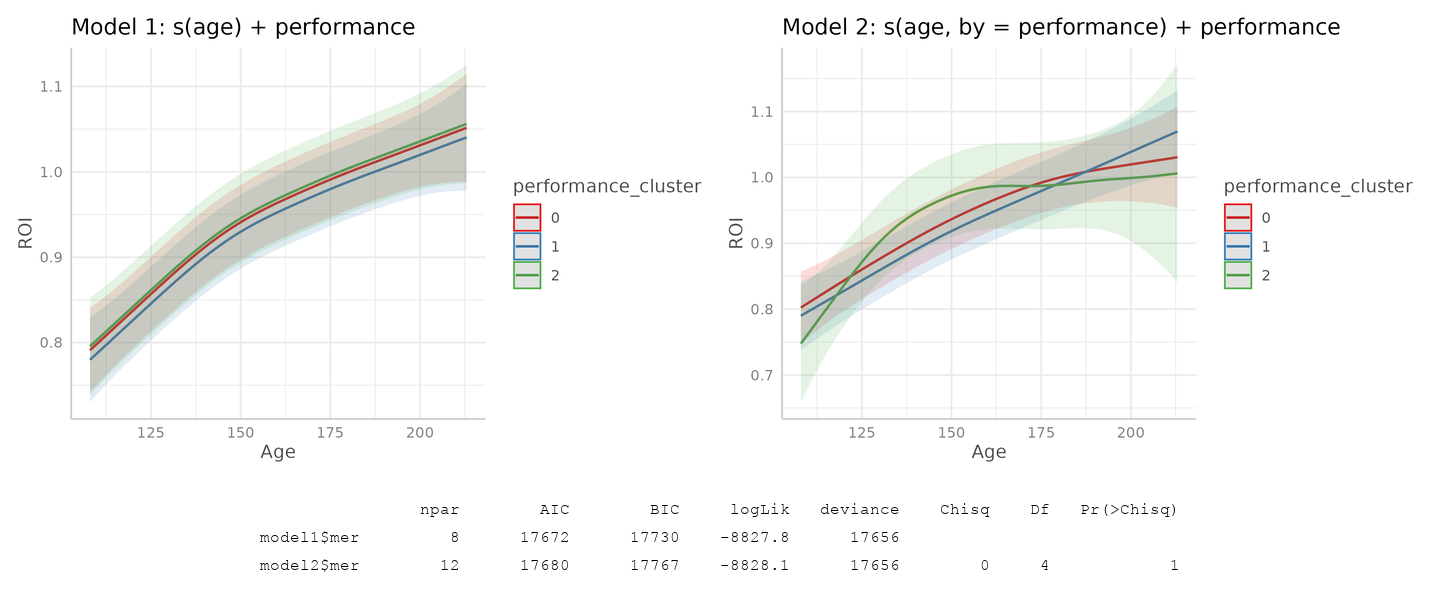 Model 1: s(age) + performance
1.1
1.0
0.9
0.8
ROI
125 150 175 200
Age
performance_cluster
0
1
2
Model 2: s(age, by = performance) + performance
1.1
1.0
0.9
0.8
0.7
ROI
125 150 175 200
Age
performance_cluster
0
1
2
npar AIC BIC logLik deviance Chisq Df Pr(>Chisq)
model1$mer 8 17672 17730 -8827.8 17656
model2$mer 12 17680 17767 -8828.1 17656 0 4 1